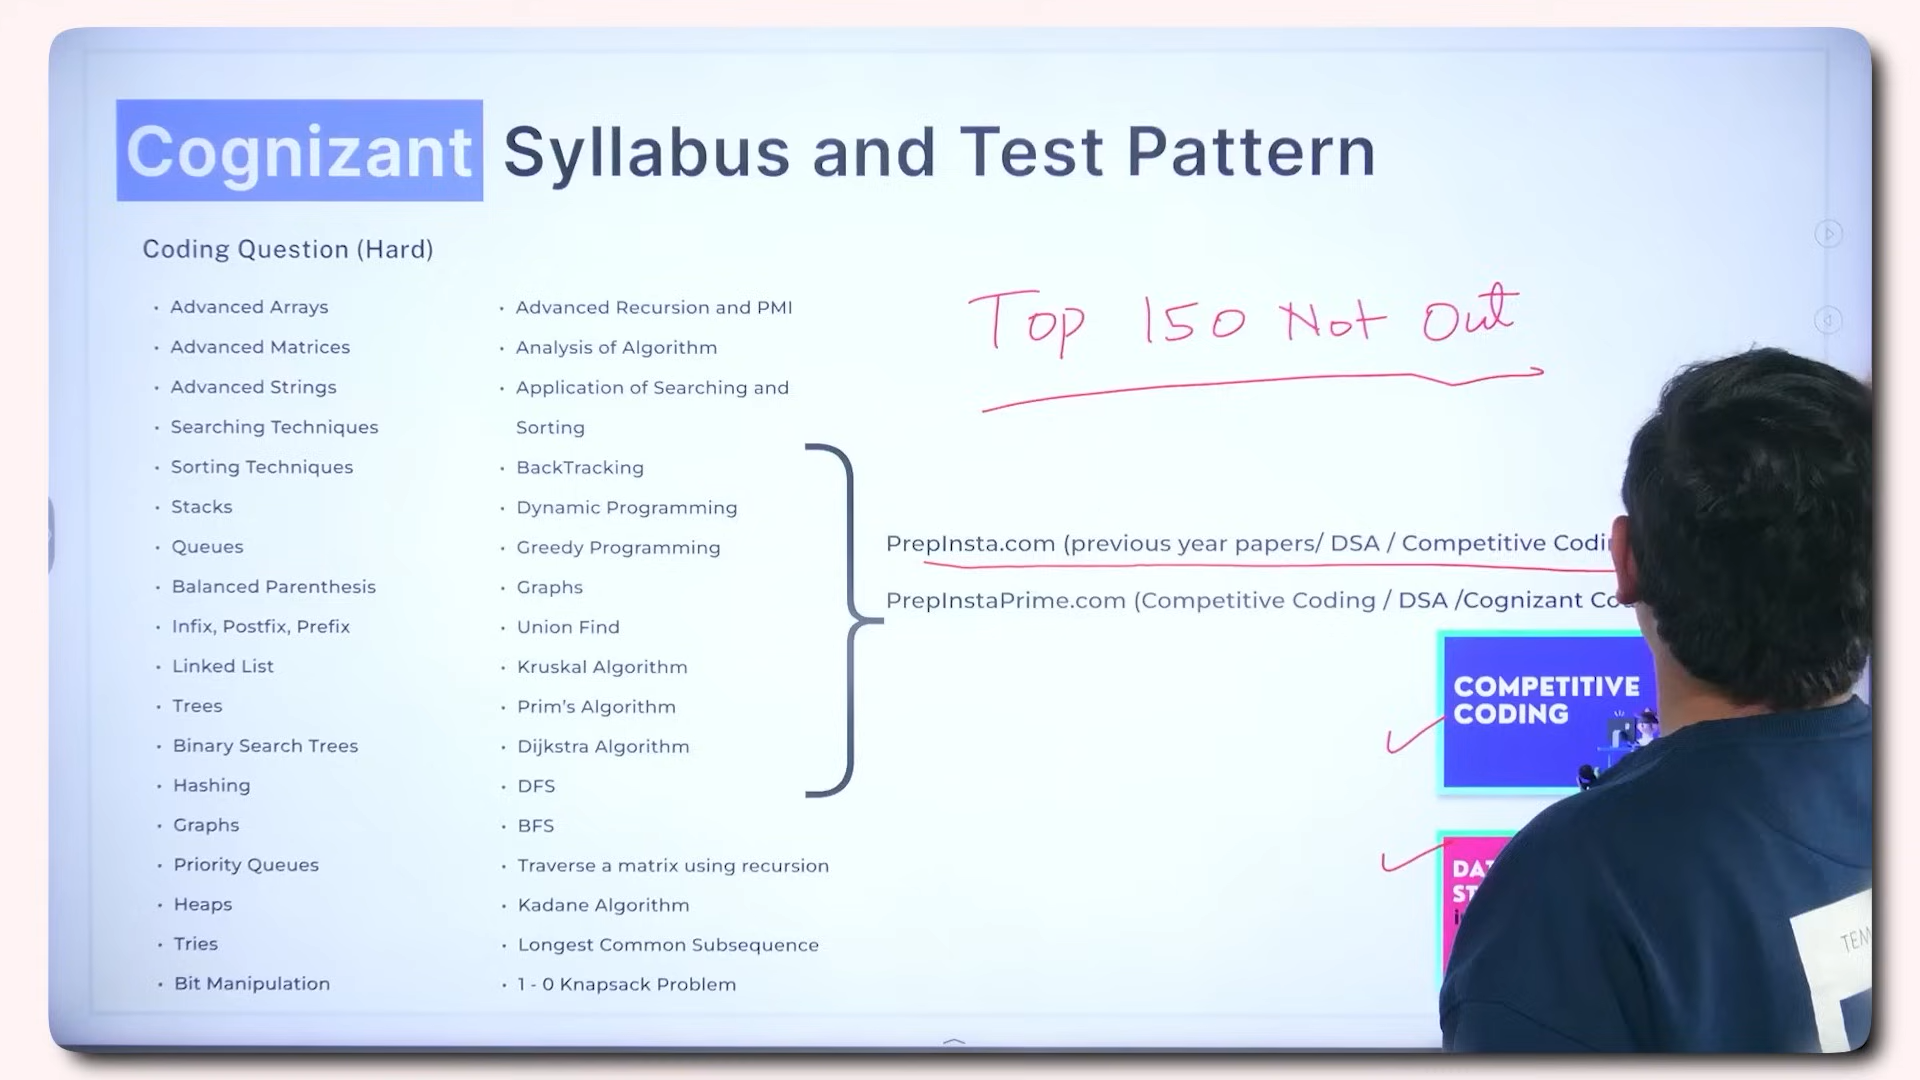 Cognizant Syllabus and Test Pattern
Coding Question (Hard)
• Advanced Arrays
• Advanced Matrices
• Advanced Strings
• Searching Techniques
• Sorting Techniques
• Stacks
• Queues
• Balanced Parenthesis
• Infix, Postfix, Prefix
• Linked List
• Trees
• Binary Search Trees
• Hashing
• Graphs
• Priority Queues
• Heaps
• Tries
• Bit Manipulation
• Advanced Recursion and PMI
• Analysis of Algorithm
• Application of Searching and
Sorting
• BackTracking
• Dynamic Programming
• Greedy Programming
• Graphs
• Union Find
• Kruskal Algorithm
• Prim's Algorithm
• Dijkstra Algorithm
• DFS
• BFS
• Traverse a matrix using recursion
• Kadane Algorithm
• Longest Common Subsequence
• 1 - 0 Knapsack Problem
Top 150 Not Out
PrepInsta.com (previous year papers/ DSA / Competitive
PrepInstaPrime.com (Competitive Coding / DSA /Cognizant
COMPETITIVE
CODING